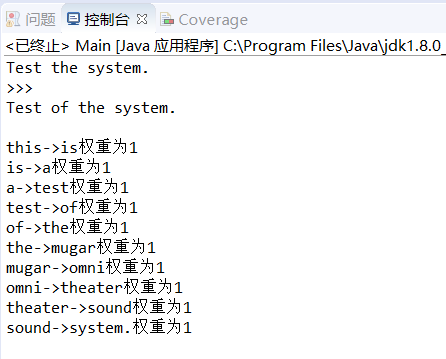 问题 控制台 Coverage
<已终止> Main [Java 应用程序] C:\Program Files\Java\jdk1.8.0_
Test the system.
>>>
Test of the system.
this->is权重为1
is->a权重为1
a->test权重为1
test->of权重为1
of->the权重为1
the->mugar权重为1
mugar->omni权重为1
omni->theater权重为1
theater->sound权重为1
sound->system.权重为1